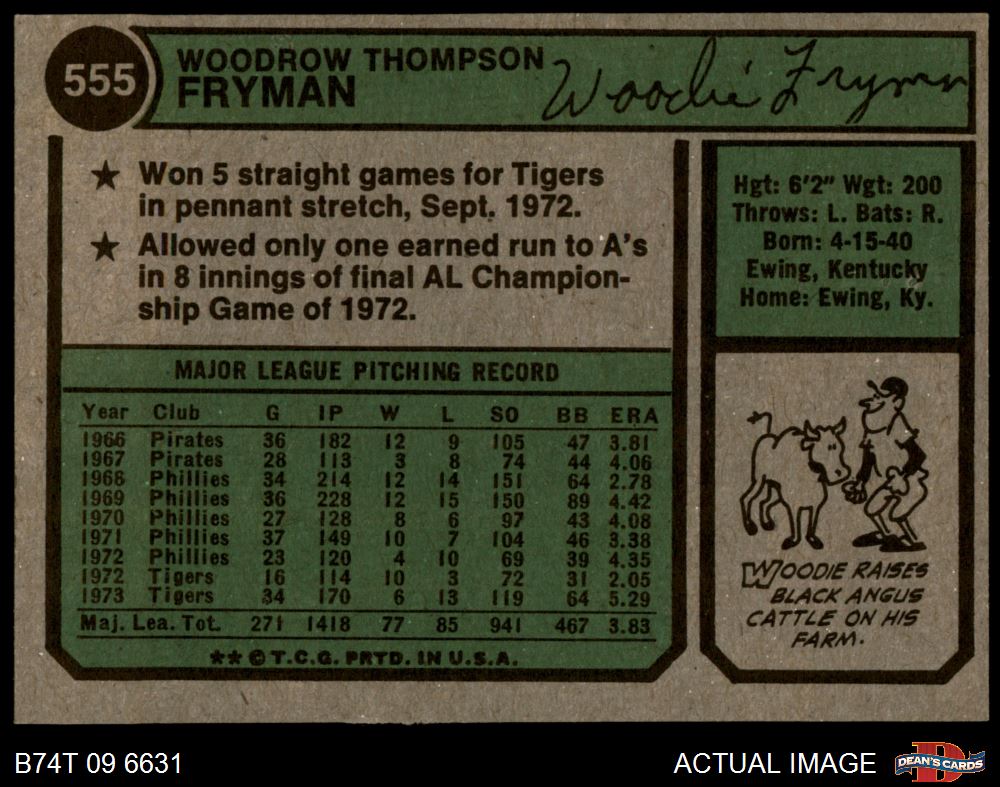 555
WOODROW THOMPSON
FRYMAN
Woodie Fryman
★ Won 5 straight games for Tigers
in pennant stretch, Sept. 1972.
★ Allowed only one earned run to A's
in 8 innings of final AL Champion-
ship Game of 1972.
Hgt: 6'2" Wgt: 200
Throws: L. Bats: R.
Born: 4-15-40
Ewing, Kentucky
Home: Ewing, Ky.
MAJOR LEAGUE PITCHING RECORD
Year Club G IP W L SO BB ERA
1966 Pirates 36 182 12 9 105 47 3.81
1967 Pirates 28 113 3 8 74 44 4.06
1968 Phillies 34 214 12 14 151 64 2.78
1969 Phillies 36 228 12 15 150 89 4.42
1970 Phillies 27 128 8 6 97 43 4.08
1971 Phillies 37 149 10 7 104 46 3.38
1972 Phillies 23 120 4 10 69 39 4.35
1972 Tigers 16 114 10 3 72 31 2.05
1973 Tigers 34 170 6 13 119 64 5.29
Maj. Lea. Tot. 271 1418 77 85 941 467 3.83
** © T.C.G. PRTD. IN U.S.A.
WOODIE RAISES
BLACK ANGUS
CATTLE ON HIS
FARM.
B74T 09 6631
ACTUAL IMAGE
D
DEAN'S CARDS